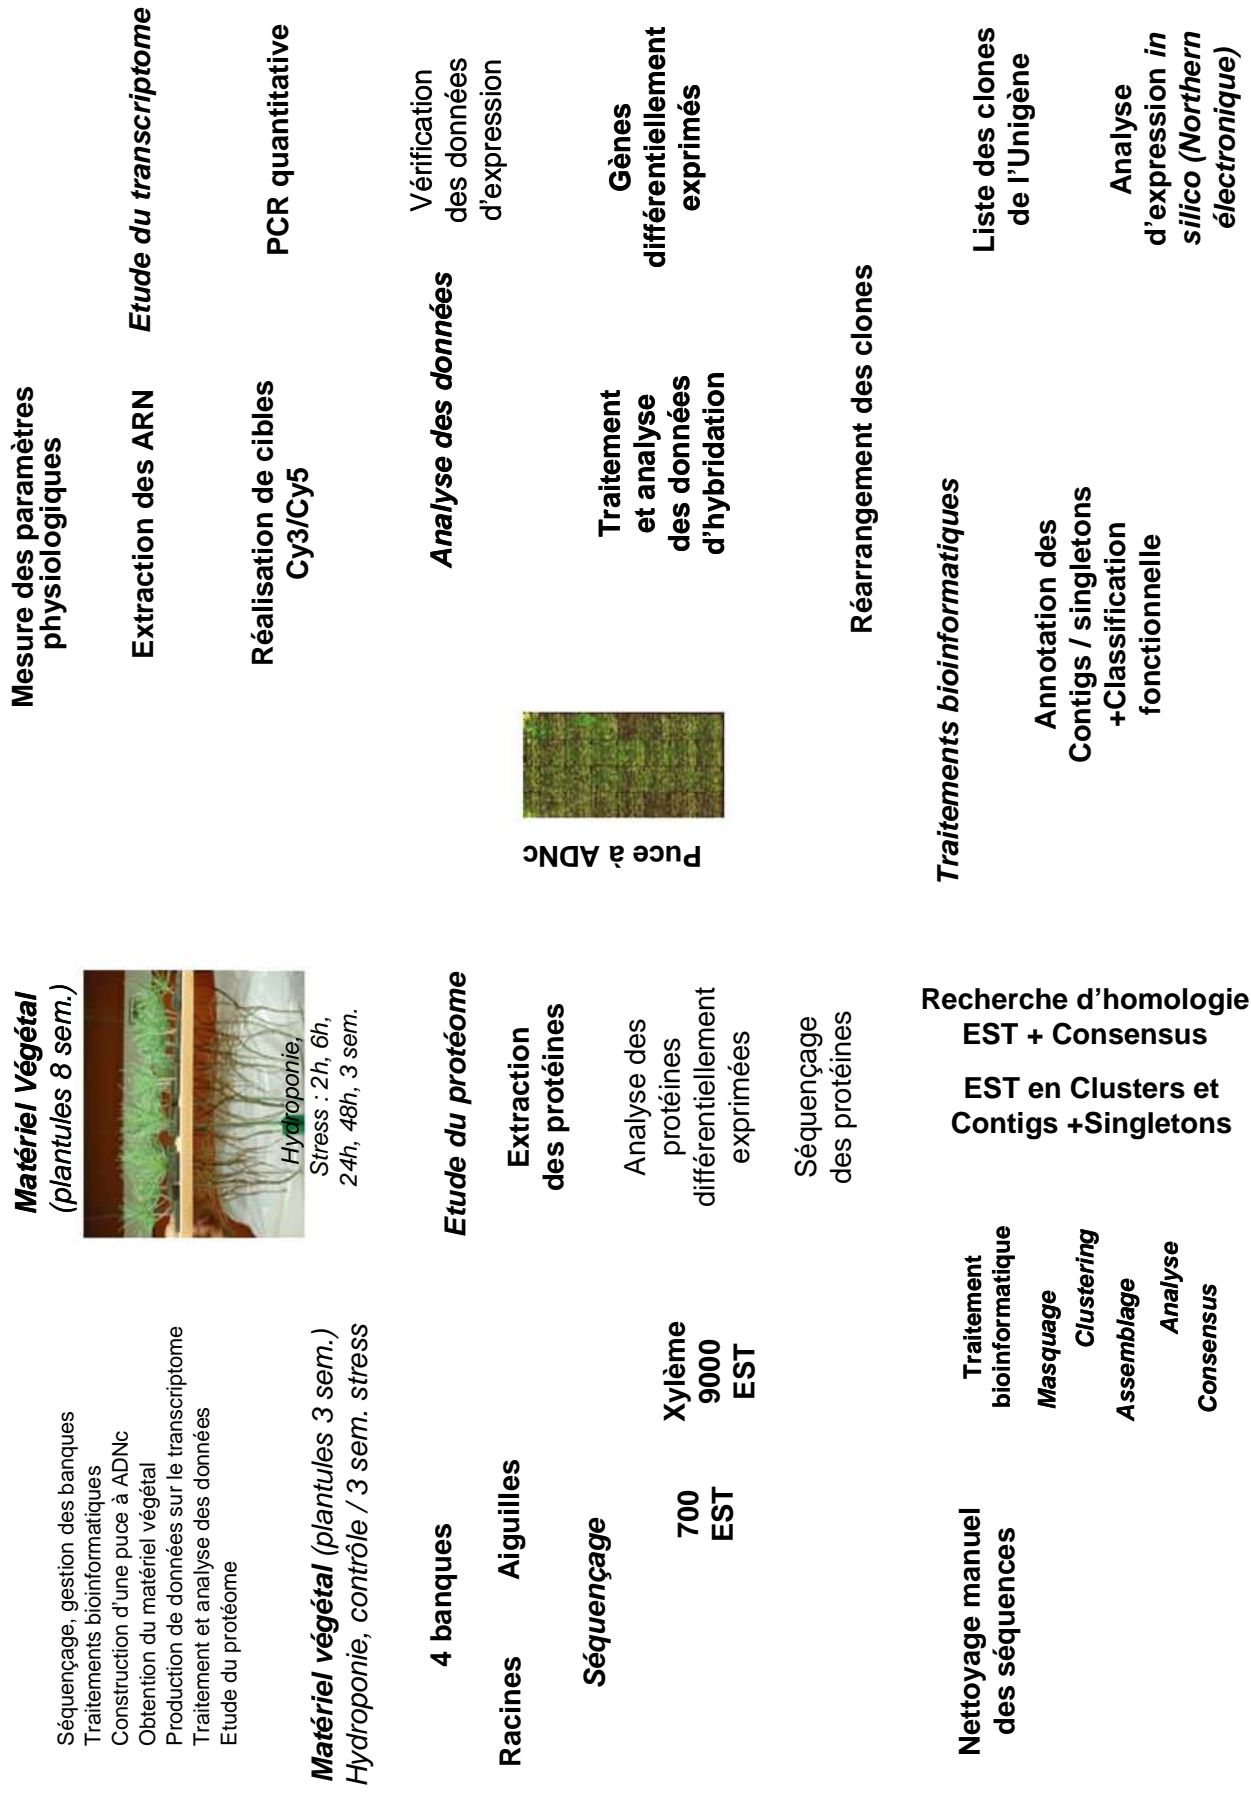 Séquençage, gestion des banques
Traitements bioinformatiques
Construction d'une puce à ADNc
Obtention du matériel végétal
Production de données sur le transcriptome
Traitement et analyse des données
Etude du protéome
Matériel végétal (plantules 3 sem.)
Hydroponie, contrôle / 3 sem. stress
4 banques
Racines
Aiguilles
Séquençage
700
EST
Xylème
9000
EST
Nettoyage manuel
des séquences
Traitement
bioinformatique
Masquage
Clustering
Assemblage
Analyse
Consensus
Matériel Végétal
(plantules 8 sem.)
Hydroponie,
Stress : 2h, 6h,
24h, 48h, 3 sem.
Etude du protéome
Extraction
des protéines
Analyse des
protéines
différentiellement
exprimées
Séquençage
des protéines
Recherche d'homologie
EST + Consensus
EST en Clusters et
Contigs +Singletons
Mesure des paramètres
physiologiques
Extraction des ARN
Etude du transcriptome
Réalisation de cibles
Cy3/Cy5
PCR quantitative
Analyse des données
Vérification
des données
d'expression
Puce à ADNc
Traitement
et analyse
des données
d'hybridation
Gènes
différentiellement
exprimés
Réarrangement des clones
Traitements bioinformatiques
Annotation des
Contigs / singletons
+Classification
fonctionnelle
Liste des clones
de l'Unigène
Analyse
d'expression in
silico (Northern
électronique)